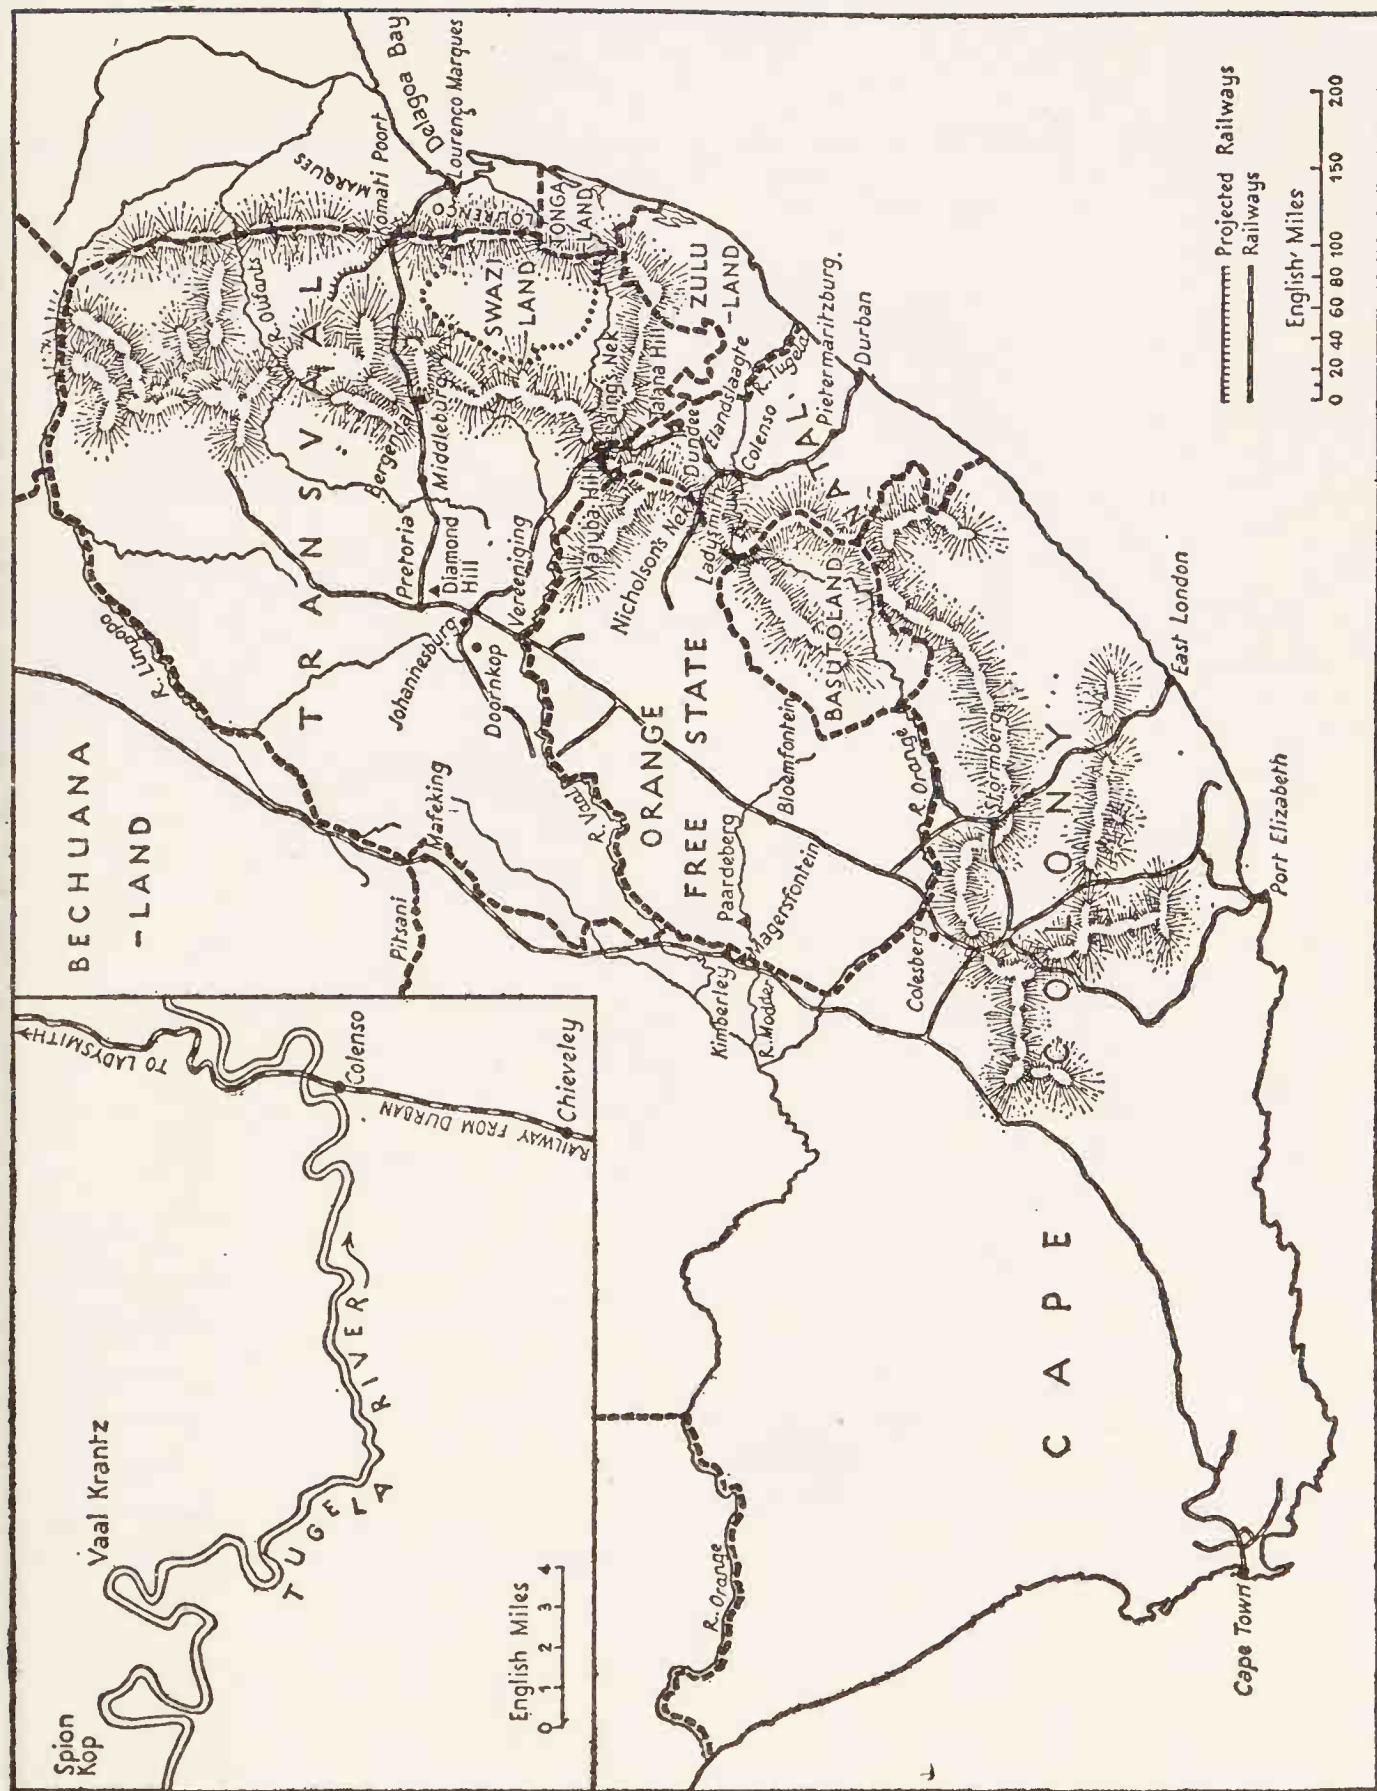 Spion
Kop
Vaal Krantz
TUGELA RIVER
TO LADYSMITH
Colenso
RAILWAY FROM DURBAN
Chieveley
English Miles
0 1 2 3 4
BECHUANA
-LAND
Pitsani
Mafeking
R. Limpopo
TRANSVAAL
R. Oufants
Pretoria
Diamond
Hill
Middleburg
Johannesburg
Doornkop
Vereeniging
Komati Poort
LOURENCO MARQUES
Delagoa Bay
Lourenço Marques
SWAZI
-LAND
TONGA
LAND
ZULU
-LAND
Laings Nek
Majuba Hill
Talana Hill
Nicholson's Nek
Dundee
Elandslaagte
Ladysmith
Colenso
R. Tugela
NATAL
Pietermaritzburg.
Durban
R. Vaal
ORANGE
FREE STATE
BASUTOLAND
Bloemfontein
Paardeberg
Magersfontein
Kimberley
R. Modder
R. Orange
Colesberg
Stormberg
CAPE COLONY
East London
Port Elizabeth
R. Orange
Cape Town
Projected Railways
Railways
English Miles
0 20 40 60 80 100 150 200